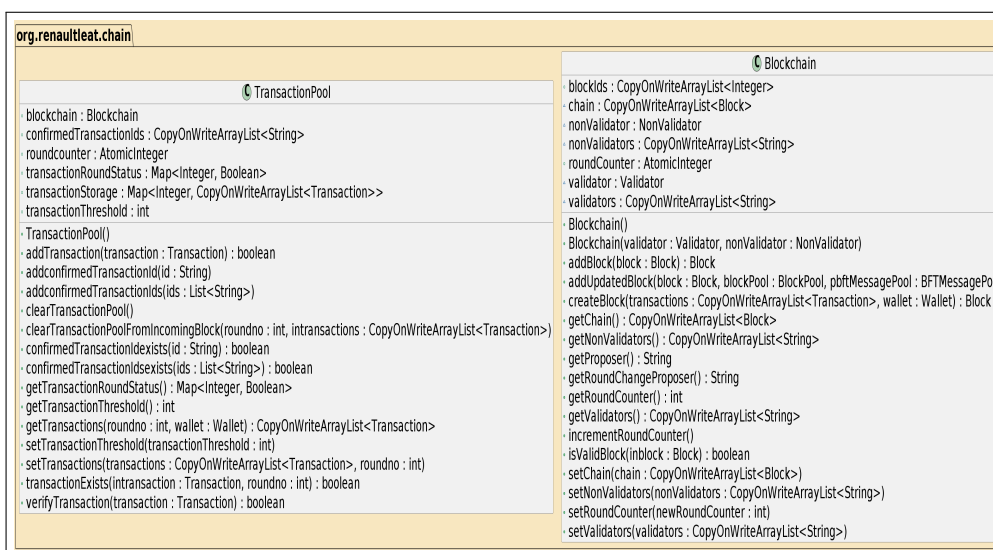 org.renaultleat.chain
C TransactionPool
blockchain : Blockchain
confirmedTransactionIds : CopyOnWriteArrayList<String>
roundcounter : AtomicInteger
transactionRoundStatus : Map<Integer, Boolean>
transactionStorage : Map<Integer, CopyOnWriteArrayList<Transaction>>
transactionThreshold : int
TransactionPool()
addTransaction(transaction : Transaction) : boolean
addconfirmedTransactionId(id : String)
addconfirmedTransactionIds(ids : List<String>)
clearTransactionPool()
clearTransactionPoolFromIncomingBlock(roundno : int, intransactions : CopyOnWriteArrayList<Transaction>)
confirmedTransactionIdexists(id : String) : boolean
confirmedTransactionIdsexists(ids : List<String>) : boolean
getTransactionRoundStatus() : Map<Integer, Boolean>
getTransactionThreshold() : int
getTransactions(roundno : int, wallet : Wallet) : CopyOnWriteArrayList<Transaction>
setTransactionThreshold(transactionThreshold : int)
setTransactions(transactions : CopyOnWriteArrayList<Transaction>, roundno : int)
transactionExists(intransaction : Transaction, roundno : int) : boolean
verifyTransaction(transaction : Transaction) : boolean
C Blockchain
blockIds : CopyOnWriteArrayList<Integer>
chain : CopyOnWriteArrayList<Block>
nonValidator : NonValidator
nonValidators : CopyOnWriteArrayList<String>
roundCounter : AtomicInteger
validator : Validator
validators : CopyOnWriteArrayList<String>
Blockchain()
Blockchain(validator : Validator, nonValidator : NonValidator)
addBlock(block : Block) : Block
addUpdatedBlock(block : Block, blockPool : BlockPool, pbftMessagePool : BFTMessagePo
createBlock(transactions : CopyOnWriteArrayList<Transaction>, wallet : Wallet) : Block
getChain() : CopyOnWriteArrayList<Block>
getNonValidators() : CopyOnWriteArrayList<String>
getProposer() : String
getRoundChangeProposer() : String
getRoundCounter() : int
getValidators() : CopyOnWriteArrayList<String>
incrementRoundCounter()
isValidBlock(inblock : Block) : boolean
setChain(chain : CopyOnWriteArrayList<Block>)
setNonValidators(nonValidators : CopyOnWriteArrayList<String>)
setRoundCounter(newRoundCounter : int)
setValidators(validators : CopyOnWriteArrayList<String>)